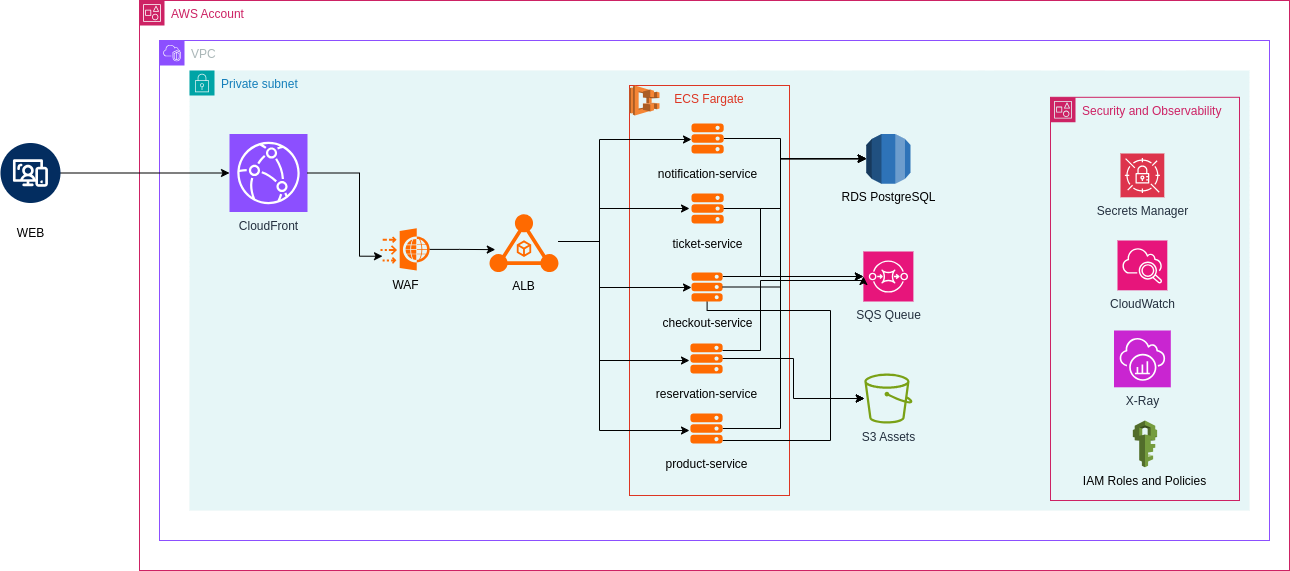 AWS Account
VPC
Private subnet
ECS Fargate
Security and Observability
notification-service
RDS PostgreSQL
Secrets Manager
WEB
CloudFront
ticket-service
WAF
ALB
CloudWatch
checkout-service
SQS Queue
reservation-service
X-Ray
S3 Assets
product-service
IAM Roles and Policies